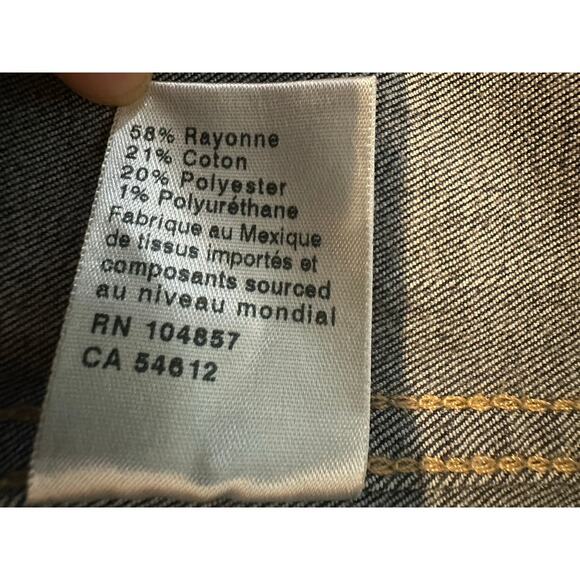 58% Rayonne
21% Coton
20% Polyester
1% Polyuréthane
Fabrique au Mexique
de tissus importés et
composants sourced
au niveau mondial
RN 104857
CA 54612